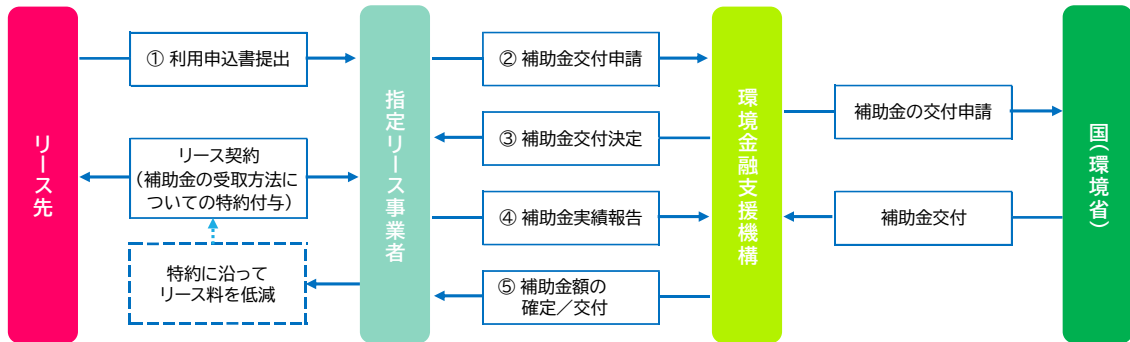 リース先
① 利用申込書提出
リース契約
（補助金の受取方法に
ついての特約付与）
特約に沿って
リース料を低減
指定リース事業者
② 補助金交付申請
③ 補助金交付決定
④ 補助金実績報告
⑤ 補助金額の
確定／交付
環境金融支援機構
補助金の交付申請
補助金交付
国（環境省）